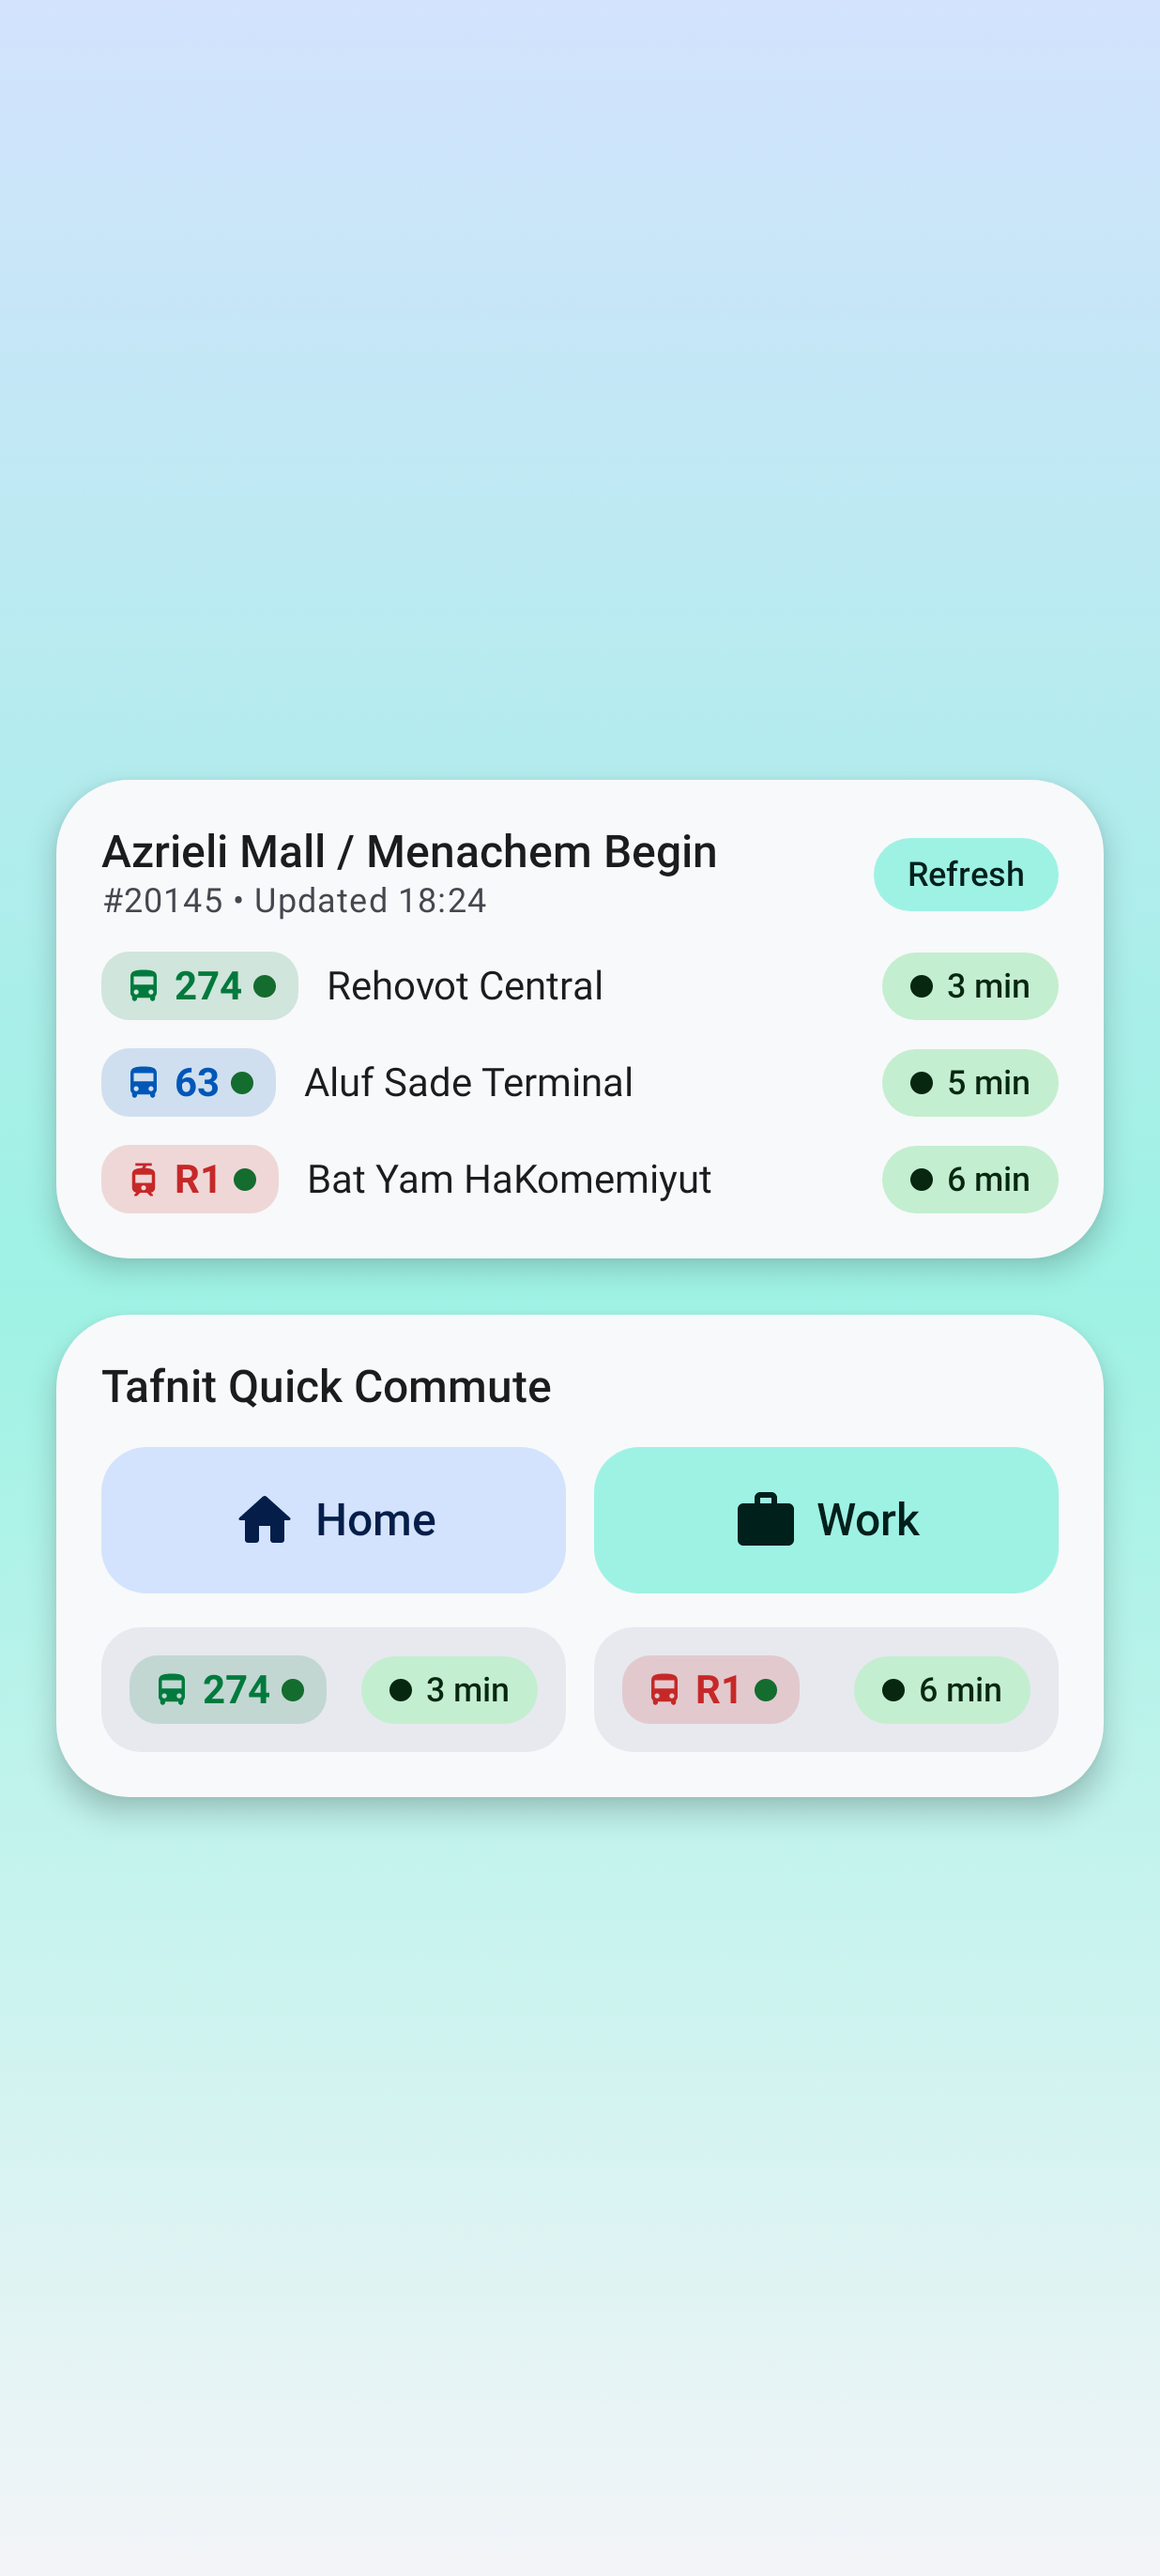 Azrieli Mall / Menachem Begin
Refresh
#20145 • Updated 18:24
274 Rehovot Central 3 min
63 Aluf Sade Terminal 5 min
R1 Bat Yam HaKomemiyut 6 min
Tafnit Quick Commute
Home Work
274 3 min R1 6 min